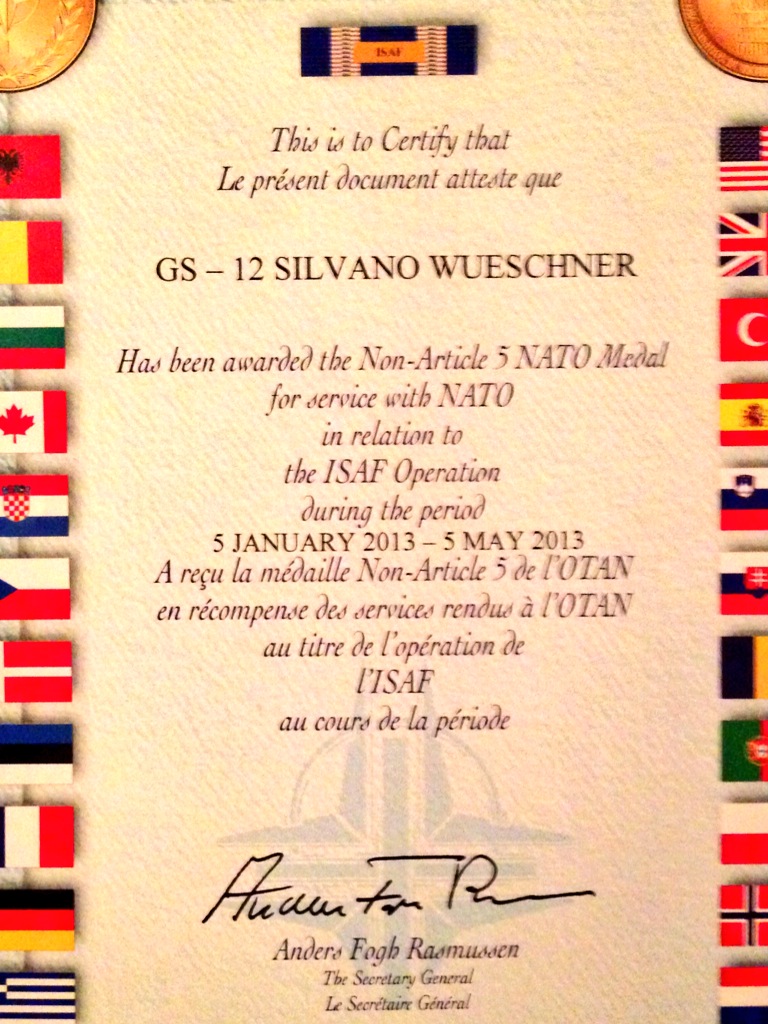 ISAF
This is to Certify that
Le présent document atteste que
GS – 12 SILVANO WUESCHNER
Has been awarded the Non-Article 5 NATO Medal
for service with NATO
in relation to
the ISAF Operation
during the period
5 JANUARY 2013 – 5 MAY 2013
A reçu la médaille Non-Article 5 de l'OTAN
en récompense des services rendus à l'OTAN
au titre de l'opération de
l'ISAF
au cours de la période
Anders Fogh Rasmussen
The Secretary General
Le Secrétaire Général